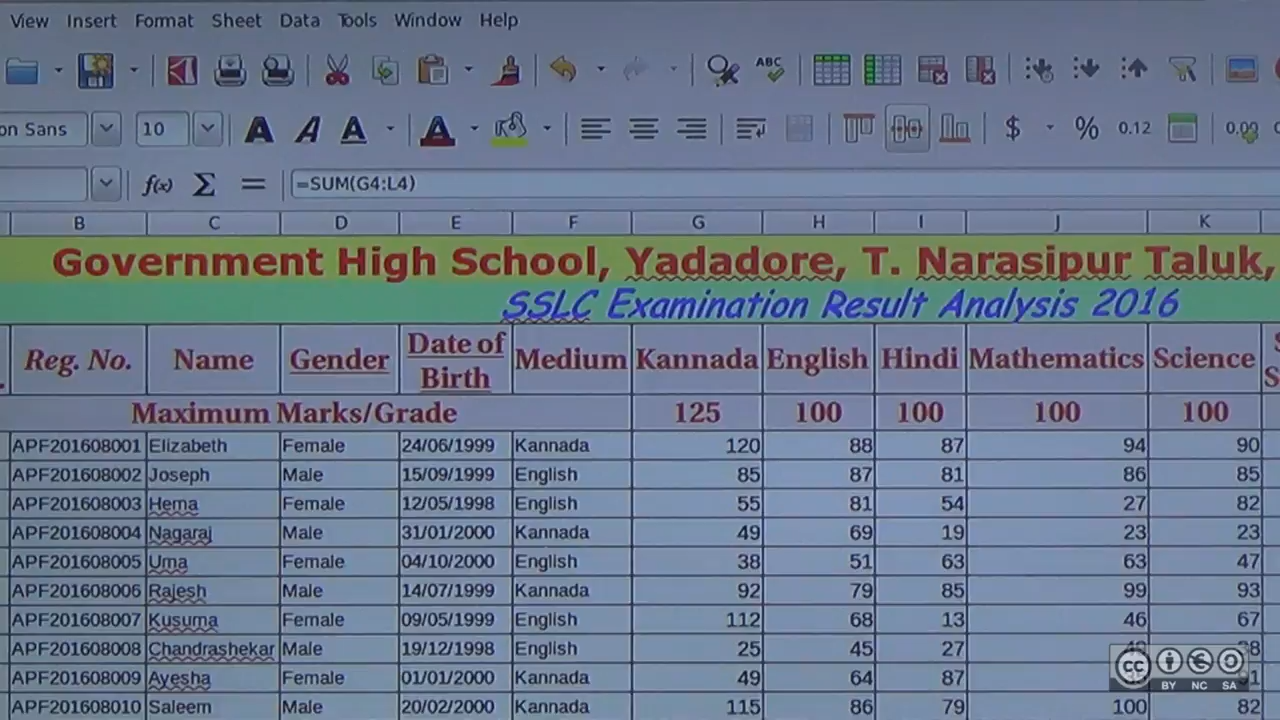 View Insert Format Sheet Data Tools Window Help
ABC
on Sans 10 $ % 0.12 0.00
f(x) Σ = =SUM(G4:L4)
B C D E F G H I J K
Government High School, Yadadore, T. Narasipur Taluk,
SSLC Examination Result Analysis 2016
Reg. No. Name Gender Date of Birth Medium Kannada English Hindi Mathematics Science
Maximum Marks/Grade 125 100 100 100 100
APF201608001 Elizabeth Female 24/06/1999 Kannada 120 88 87 94 90
APF201608002 Joseph Male 15/09/1999 English 85 87 81 86 85
APF201608003 Hema Female 12/05/1998 English 55 81 54 27 82
APF201608004 Nagaraj Male 31/01/2000 Kannada 49 69 19 23 23
APF201608005 Uma Female 04/10/2000 English 38 51 63 63 47
APF201608006 Rajesh Male 14/07/1999 Kannada 92 79 85 99 93
APF201608007 Kusuma Female 09/05/1999 English 112 68 13 46 67
APF201608008 Chandrashekar Male 19/12/1998 English 25 45 27
APF201608009 Ayesha Female 01/01/2000 Kannada 49 64 87
APF201608010 Saleem Male 20/02/2000 Kannada 115 86 79 100 82
cc BY NC SA